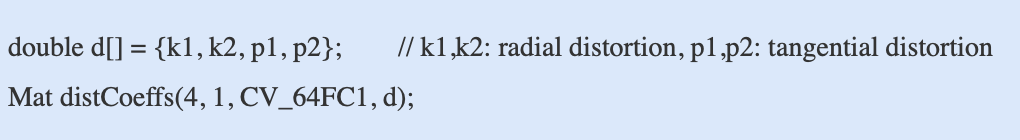 double d[] = {k1, k2, p1, p2};        // k1,k2: radial distortion, p1,p2: tangential distortion
Mat distCoeffs(4, 1, CV_64FC1, d);